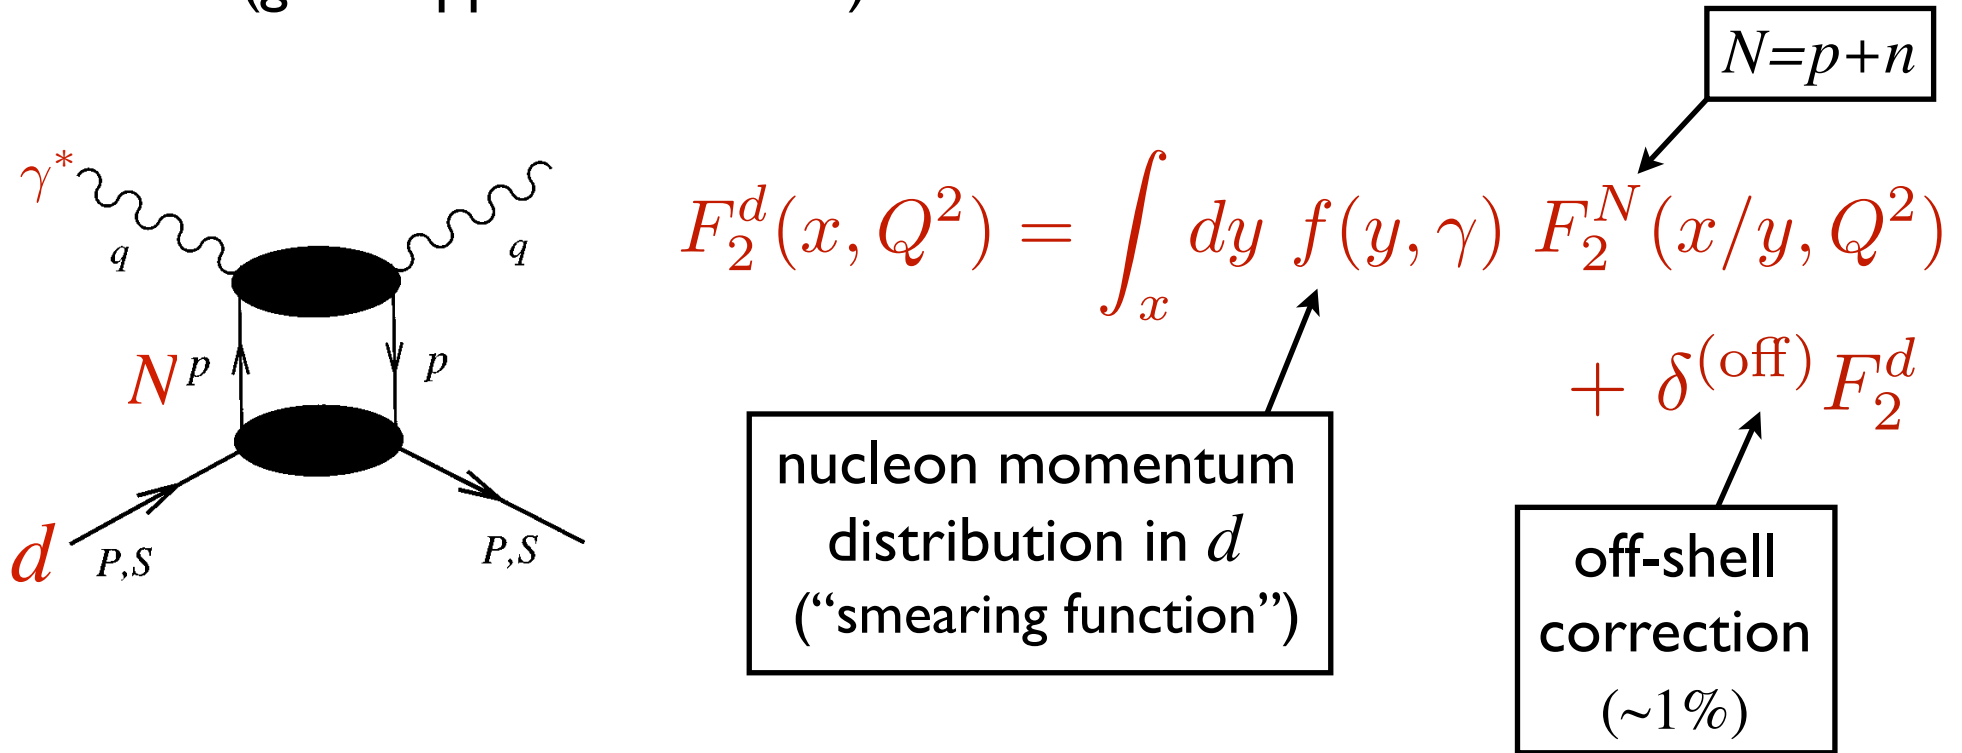 N=p+n
γ*
q
q
F_2^d(x, Q^2) = ∫_x dy f(y, γ) F_2^N(x/y, Q^2)
+ δ^(off) F_2^d
N p
p
nucleon momentum
distribution in d
(“smearing function”)
d
P,S
P,S
off-shell
correction
(~1%)